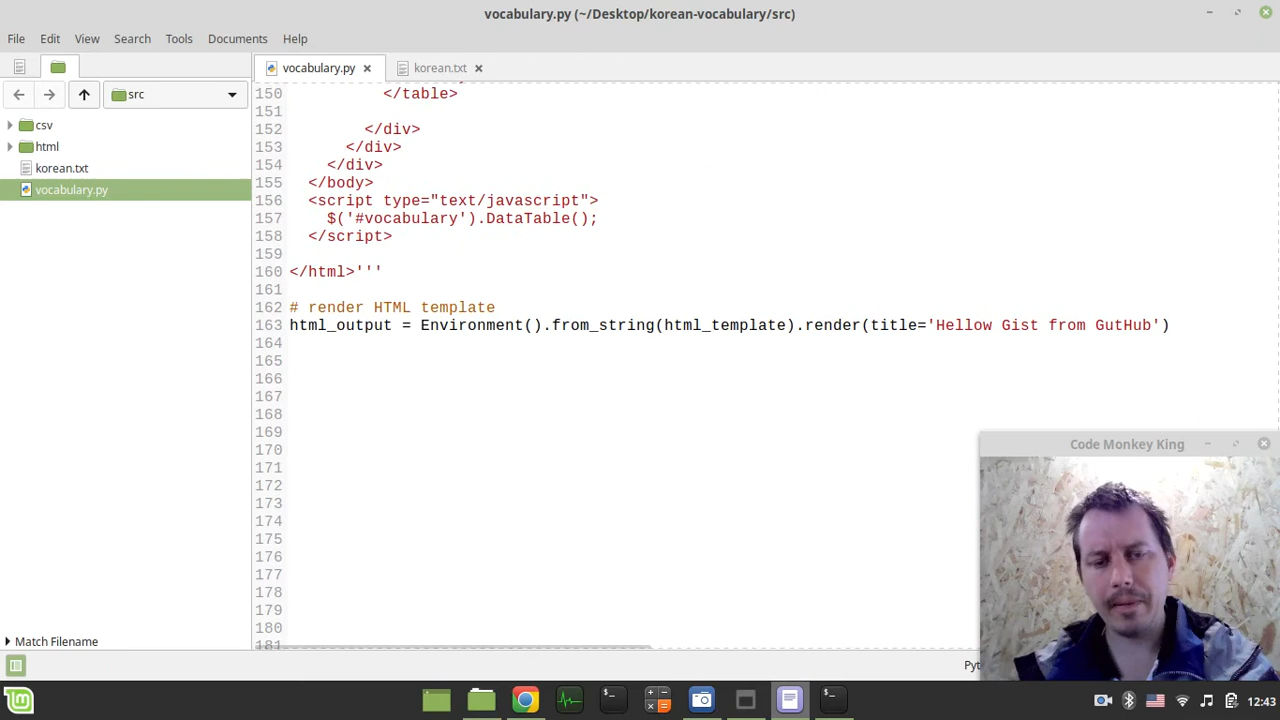 vocabulary.py (~/Desktop/korean-vocabulary/src)
File Edit View Search Tools Documents Help
vocabulary.py korean.txt
src
csv
html
korean.txt
vocabulary.py
150 </table>
151
152 </div>
153 </div>
154 </div>
155 </body>
156 <script type="text/javascript">
157 $('#vocabulary').DataTable();
158 </script>
159
160 </html>'''
161
162 # render HTML template
163 html_output = Environment().from_string(html_template).render(title='Hellow Gist from GutHub')
164
165
166
167
168
169
170
171
172
173
174
175
176
177
178
179
180
181
Code Monkey King
Match Filename
Pyt
12:43